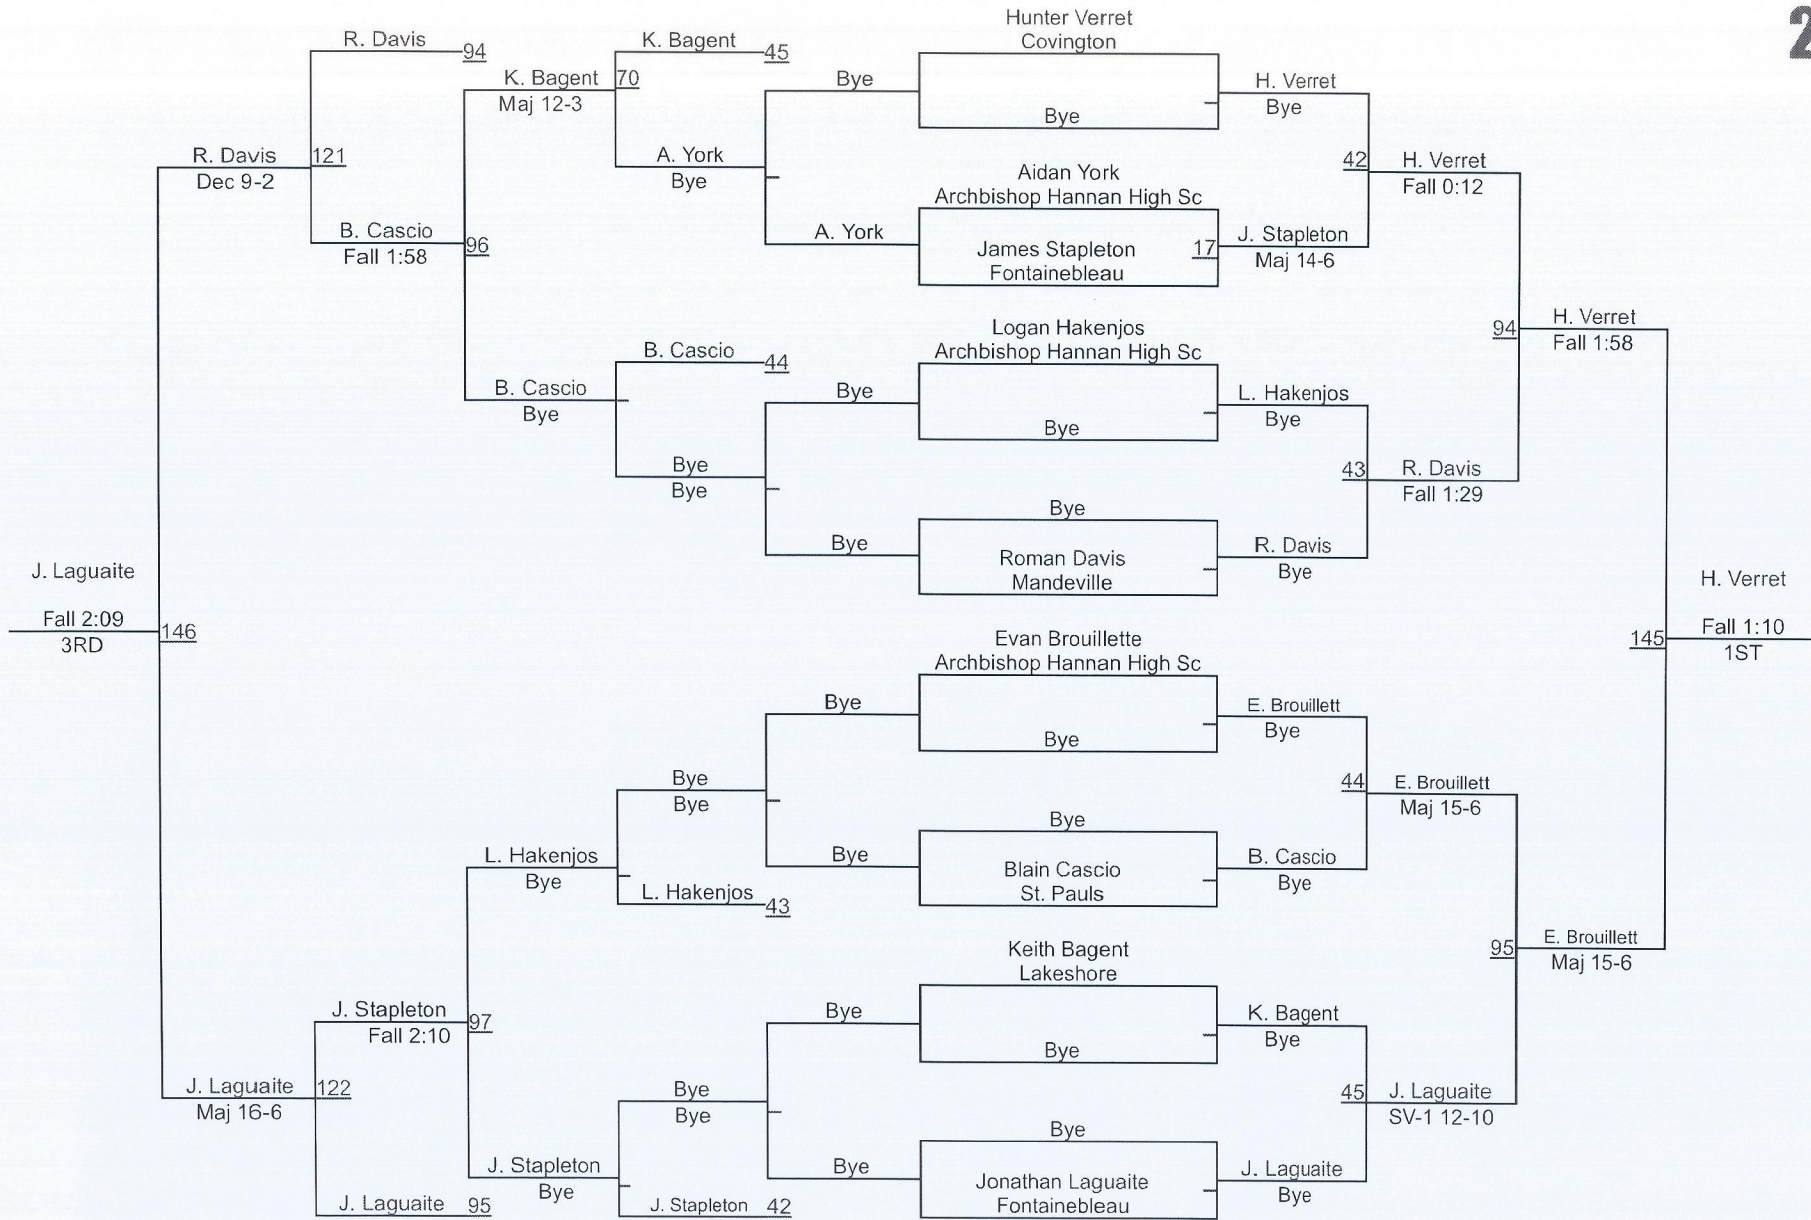 2
Hunter Verret
Covington
R. Davis
94
K. Bagent
45
K. Bagent
70
Maj 12-3
Bye
Bye
H. Verret
Bye
R. Davis
121
Dec 9-2
A. York
Bye
Aidan York
Archbishop Hannan High Sc
42
H. Verret
Fall 0:12
B. Cascio
96
Fall 1:58
A. York
James Stapleton
Fontainebleau
17
J. Stapleton
Maj 14-6
Logan Hakenjos
Archbishop Hannan High Sc
94
H. Verret
Fall 1:58
B. Cascio
44
B. Cascio
Bye
Bye
Bye
L. Hakenjos
Bye
Bye
Bye
43
R. Davis
Fall 1:29
Bye
Bye
Roman Davis
Mandeville
R. Davis
Bye
J. Laguaite
Fall 2:09
3RD
146
H. Verret
145
Fall 1:10
1ST
Evan Brouillette
Archbishop Hannan High Sc
Bye
Bye
E. Brouillett
Bye
Bye
Bye
44
E. Brouillett
Maj 15-6
Bye
L. Hakenjos
Bye
Bye
Blain Cascio
St. Pauls
B. Cascio
Bye
L. Hakenjos
43
Keith Bagent
Lakeshore
95
E. Brouillett
Maj 15-6
J. Stapleton
97
Fall 2:10
Bye
Bye
K. Bagent
Bye
J. Laguaite
122
Maj 16-6
Bye
Bye
45
J. Laguaite
SV-1 12-10
Bye
J. Stapleton
Bye
Bye
Jonathan Laguaite
Fontainebleau
J. Laguaite
Bye
J. Laguaite
95
J. Stapleton
42